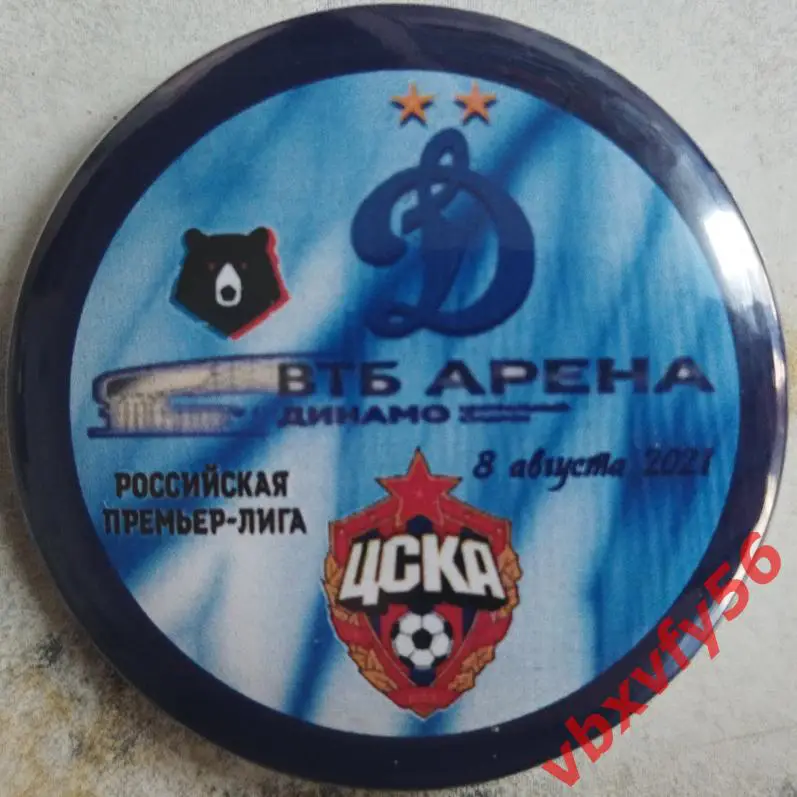 Д
ВТБ АРЕНА
ДИНАМО
8 августа 2021
РОССИЙСКАЯ
ПРЕМЬЕР-ЛИГА
ЦСКА
vbxvfy56